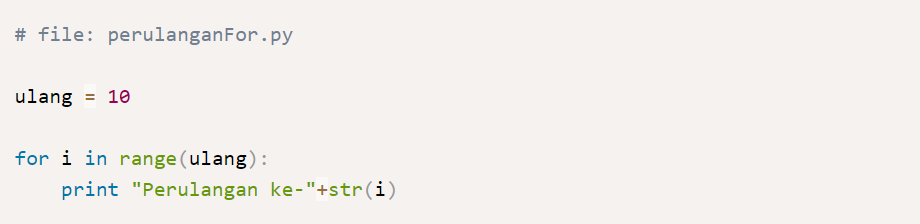 # file: perulanganFor.py
ulang = 10
for i in range(ulang):
    print "Perulangan ke-"+str(i)